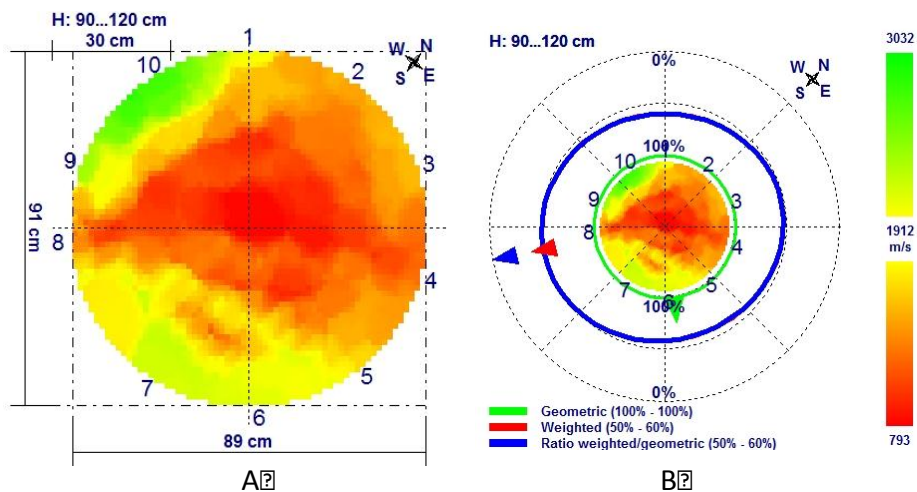 H: 90...120 cm
30 cm
1
2
3
4
5
6
7
8
9
10
W N
S E
91 cm
89 cm
A
H: 90...120 cm
0%
W N
S E
100%
10
2
9
3
8
4
7
5
6
100%
0%
Geometric (100% - 100%)
Weighted (50% - 60%)
Ratio weighted/geometric (50% - 60%)
B
3032
1912
m/s
793